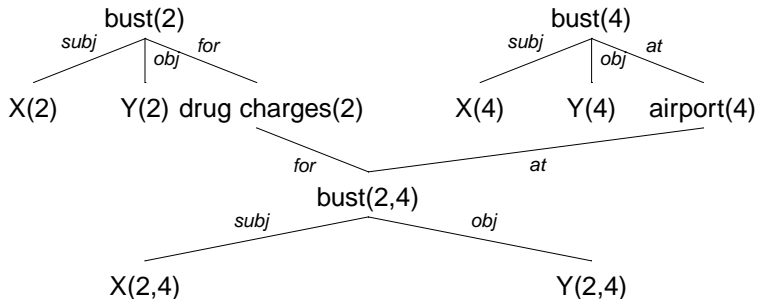 bust(2) bust(4)
subj obj for subj obj at
X(2) Y(2) drug charges(2) X(4) Y(4) airport(4)
for at
bust(2,4)
subj obj
X(2,4) Y(2,4)